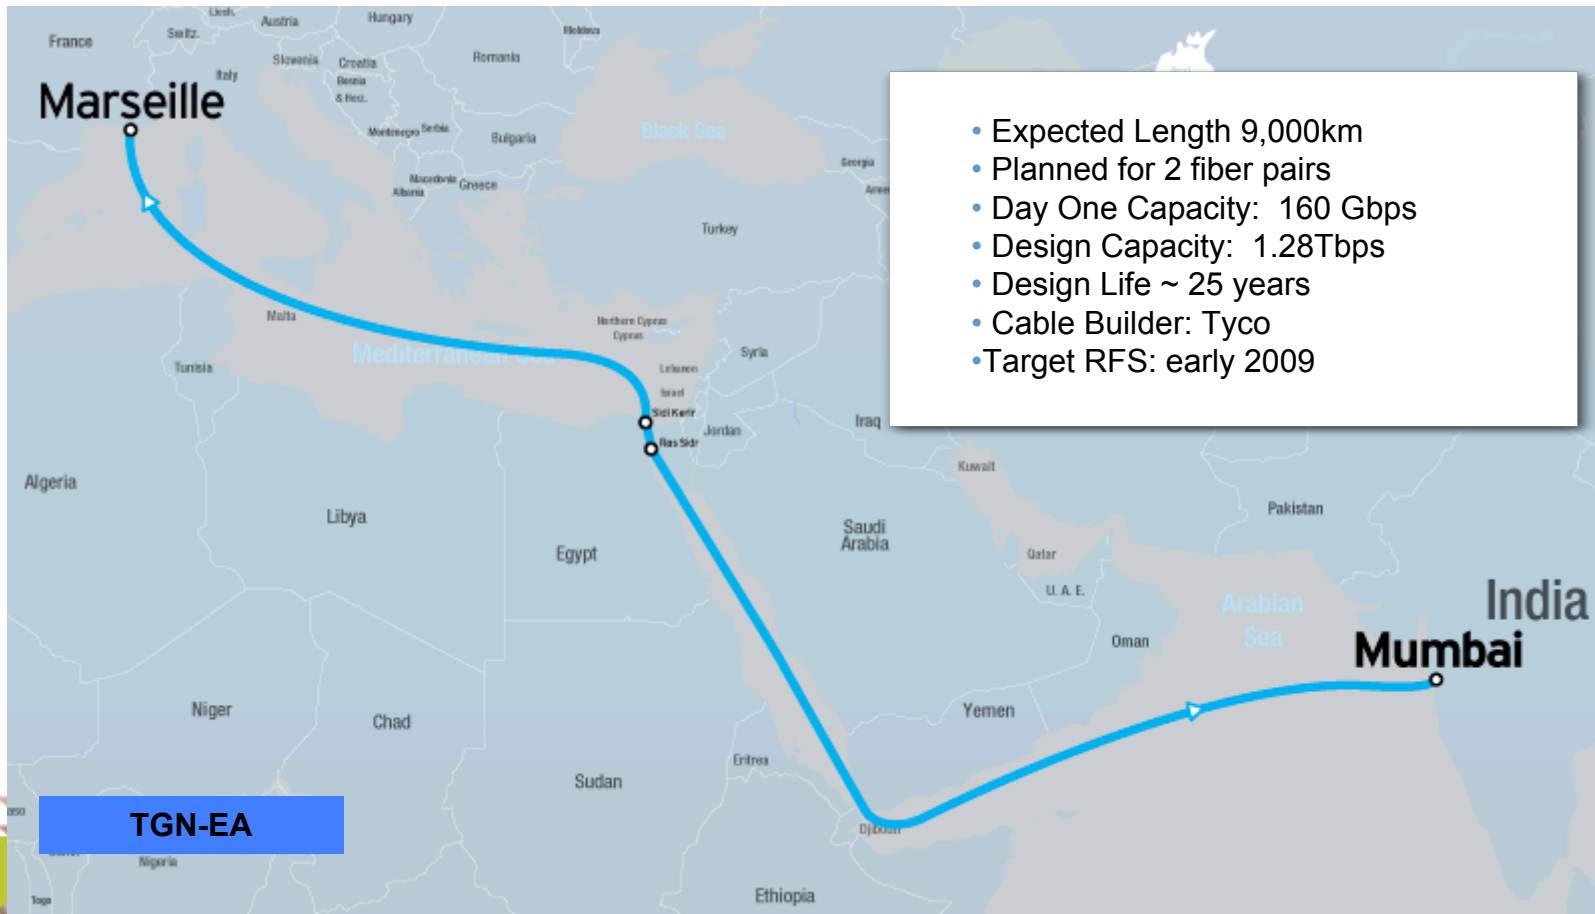 Liech.
Austria
Hungary
Moldova
France
Switz.
Slovenia
Croatia
Romania
Italy
Bosnia
& Herz.
Marseille
Montenegro
Serbia
Bulgaria
Black Sea
Georgia
Macedonia
Albania
Greece
Turkey
• Expected Length 9,000km
• Planned for 2 fiber pairs
• Day One Capacity: 160 Gbps
• Design Capacity: 1.28Tbps
• Design Life ~ 25 years
• Cable Builder: Tyco
•Target RFS: early 2009
Malta
Northern Cyprus
Cyprus
Syria
Tunisia
Lebanon
Israel
Sidi Kerir
Iraq
Jordan
Ras Sidr
Kuwait
Algeria
Libya
Egypt
Saudi
Arabia
Pakistan
Qatar
U. A. E.
Arabian
Sea
India
Oman
Mumbai
Niger
Chad
Yemen
Sudan
Eritrea
TGN-EA
Nigeria
Ethiopia
Togo